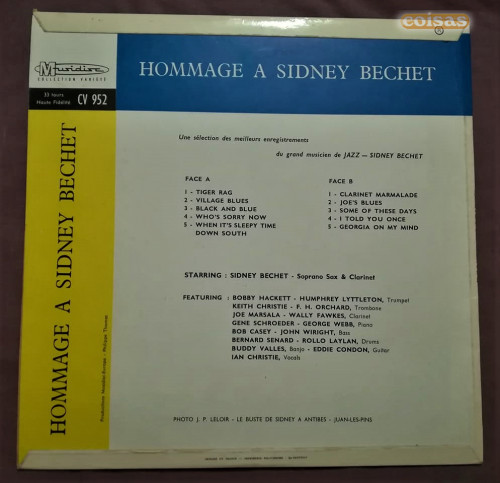 coisas
Musidisc
COLLECTION VARIÉTÉ
33 tours
Haute Fidélité
CV 952
HOMMAGE A SIDNEY BECHET
HOMMAGE A SIDNEY BECHET
Une sélection des meilleurs enregistrements
du grand musicien de JAZZ — SIDNEY BECHET
FACE A
1 - TIGER RAG
2 - VILLAGE BLUES
3 - BLACK AND BLUE
4 - WHO'S SORRY NOW
5 - WHEN IT'S SLEEPY TIME
DOWN SOUTH
FACE B
1 - CLARINET MARMALADE
2 - JOE'S BLUES
3 - SOME OF THESE DAYS
4 - I TOLD YOU ONCE
5 - GEORGIA ON MY MIND
STARRING : SIDNEY BECHET - Soprano Sax & Clarinet
FEATURING : BOBBY HACKETT - HUMPHREY LYTTLETON, Trumpet
KEITH CHRISTIE - F. H. ORCHARD, Trombone
JOE MARSALA - WALLY FAWKES, Clarinet
GENE SCHROEDER - GEORGE WEBB, Piano
BOB CASEY - JOHN WRIGHT, Bass
BERNARD SENARD - ROLLO LAYLAN, Drums
BUDDY VALLES, Banjo - EDDIE CONDON, Guitar
IAN CHRISTIE, Vocals
PHOTO J. P. LELOIR - LE BUSTE DE SIDNEY A ANTIBES - JUAN-LES-PINS